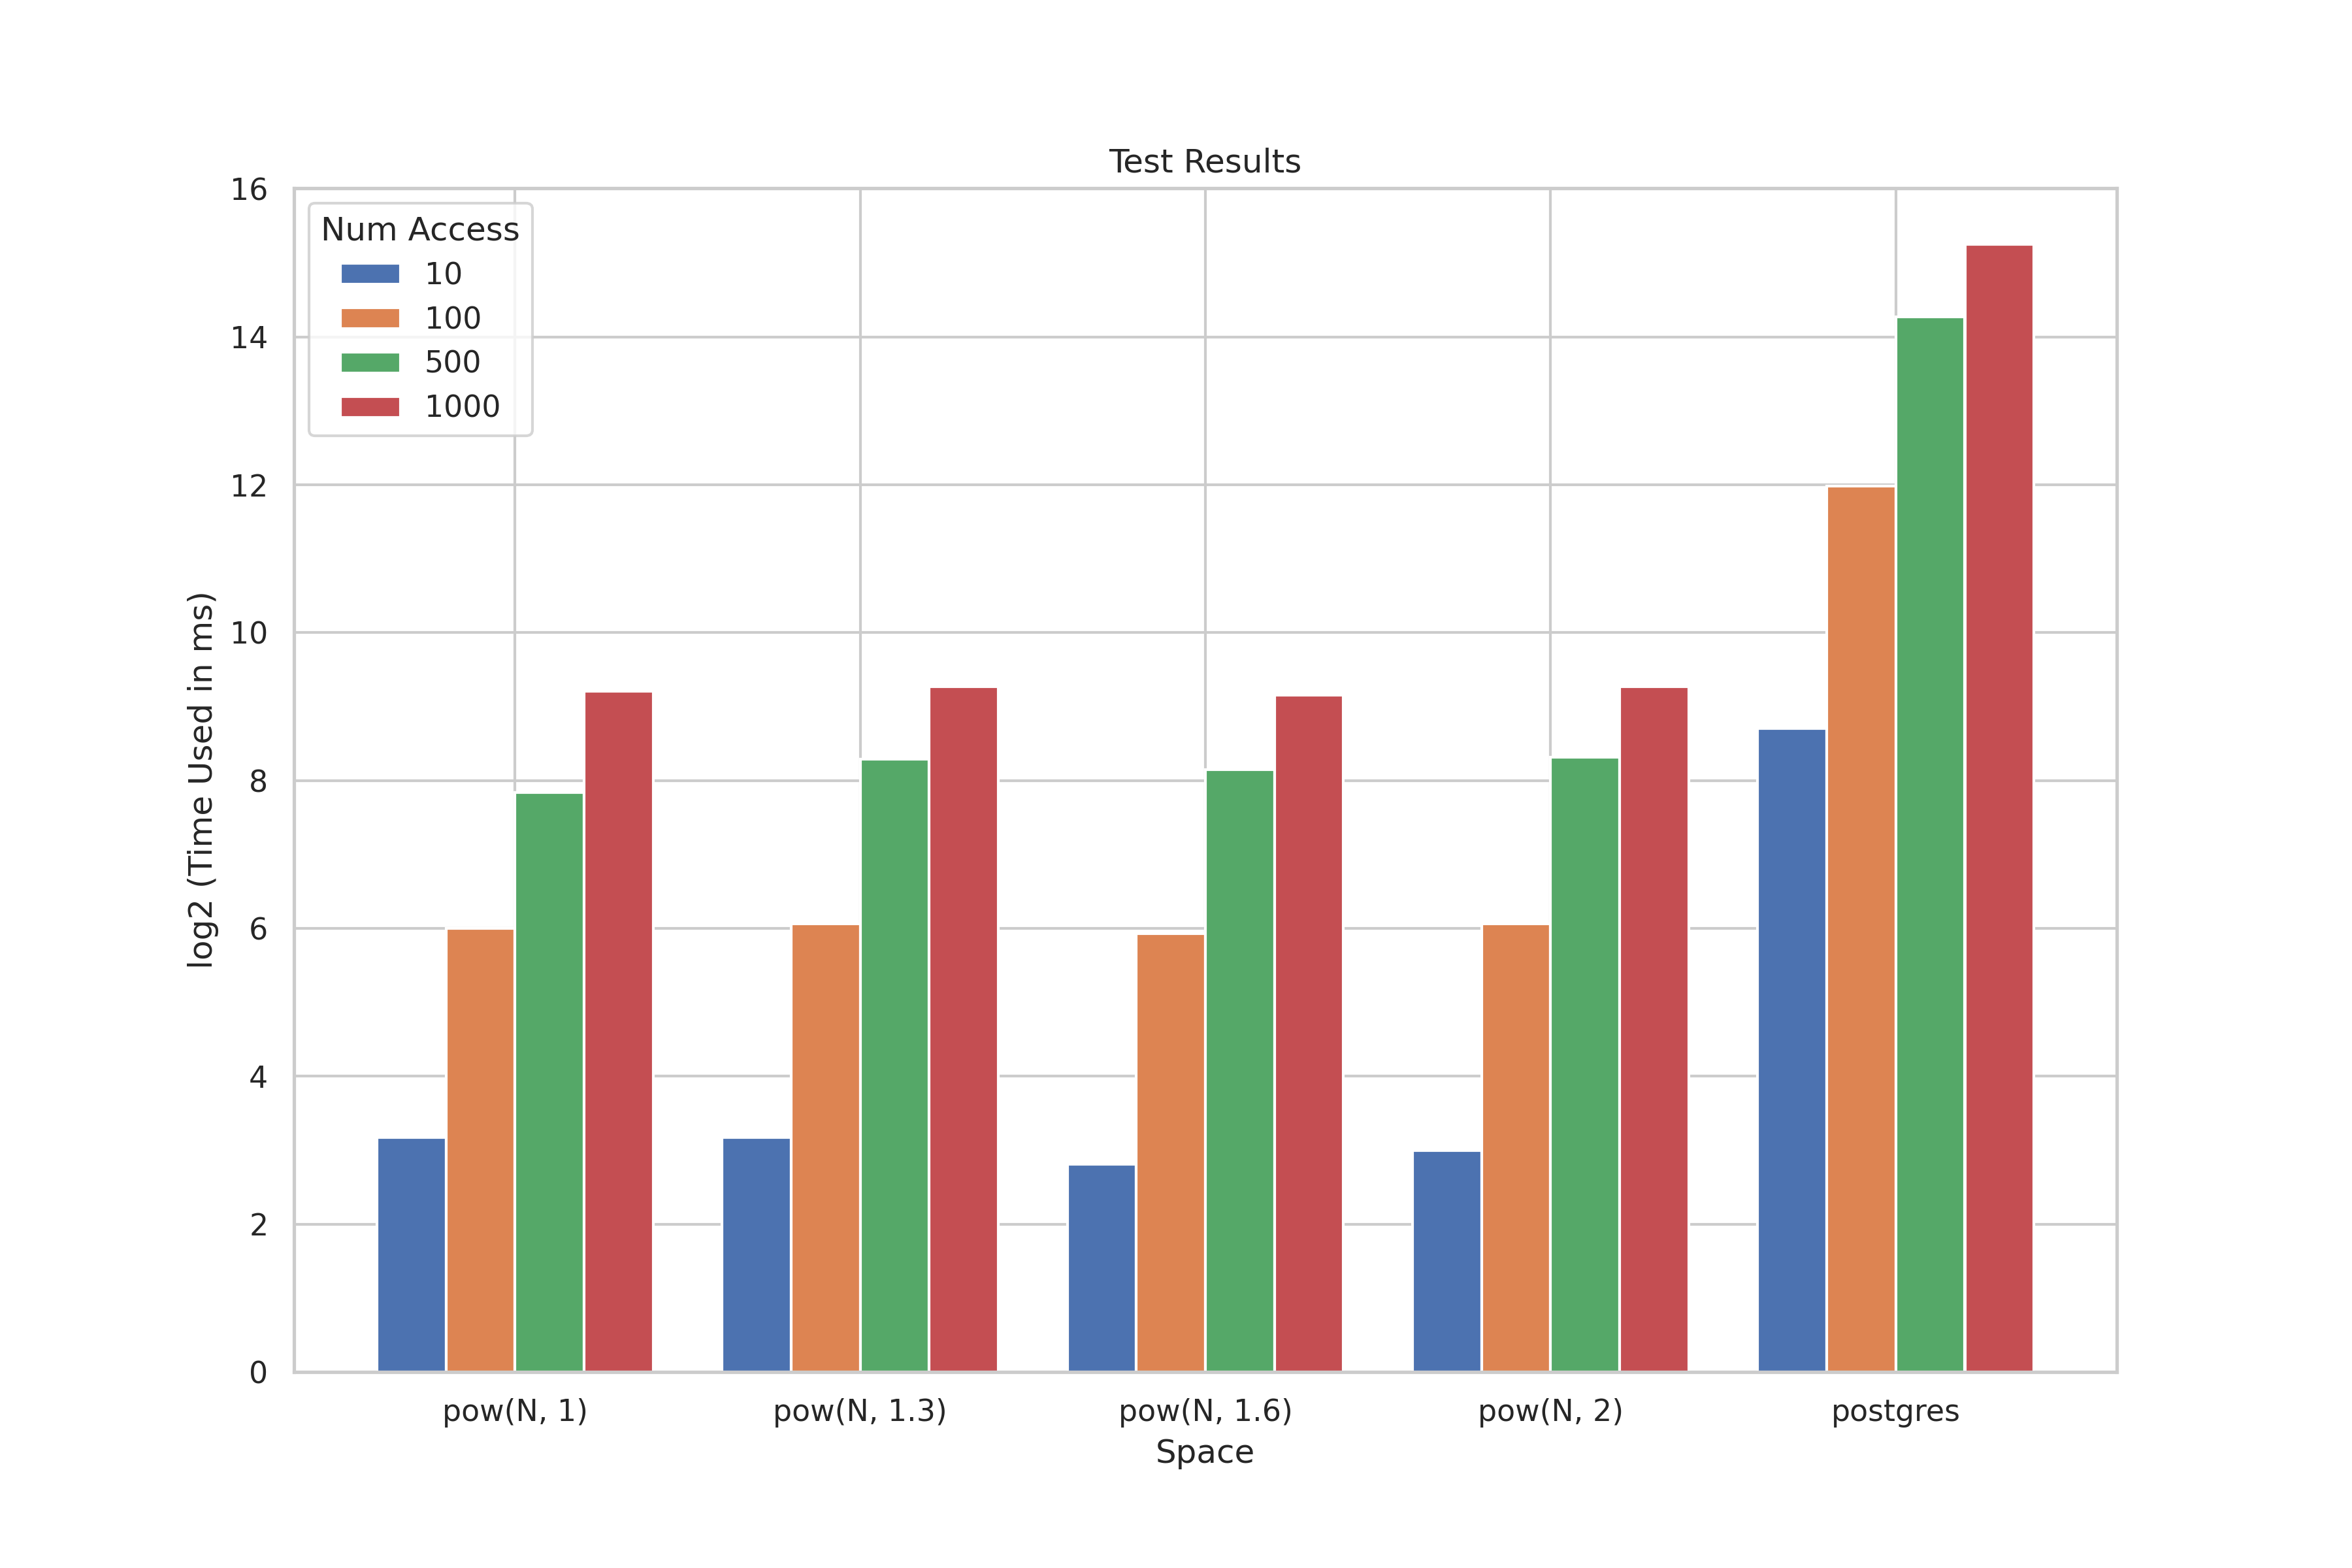 Test Results
16
14
12
10
8
6
4
2
0
log2 (Time Used in ms)
Num Access
10
100
500
1000
pow(N, 1) pow(N, 1.3) pow(N, 1.6) pow(N, 2) postgres
Space